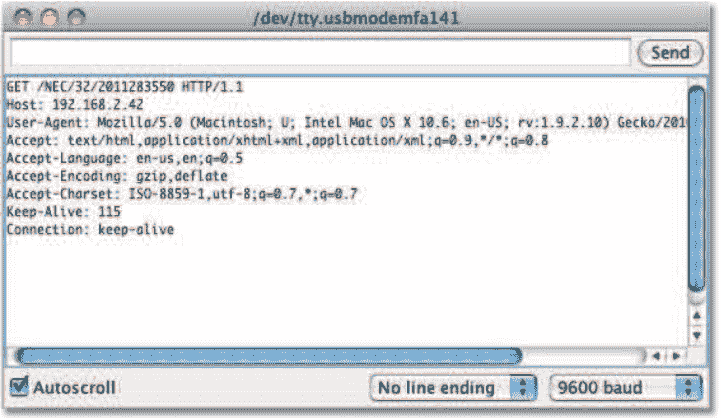 /dev/tty.usbmodemfa141
Send
GET /NEC/32/2011283550 HTTP/1.1
Host: 192.168.2.42
User-Agent: Mozilla/5.0 (Macintosh; U; Intel Mac OS X 10.6; en-US; rv:1.9.2.10) Gecko/201
Accept: text/html,application/xhtml+xml,application/xml;q=0.9,*/*;q=0.8
Accept-Language: en-us,en;q=0.5
Accept-Encoding: gzip,deflate
Accept-Charset: ISO-8859-1,utf-8;q=0.7,*;q=0.7
Keep-Alive: 115
Connection: keep-alive
Autoscroll
No line ending
9600 baud